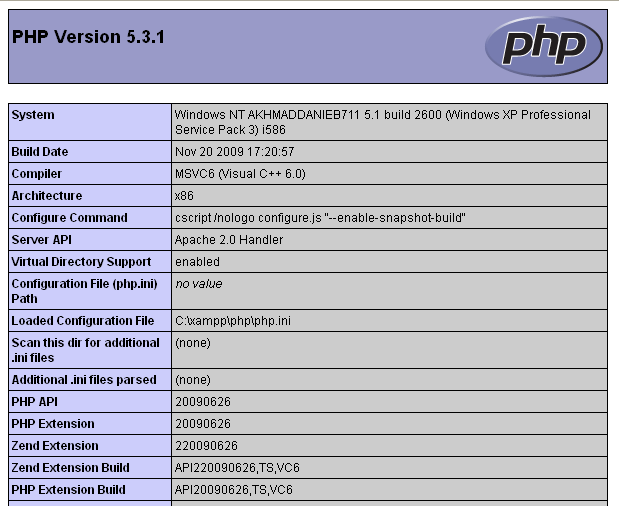 PHP Version 5.3.1
php
System
Windows NT AKHMADDANIEB711 5.1 build 2600 (Windows XP Professional
Service Pack 3) i586
Build Date
Nov 20 2009 17:20:57
Compiler
MSVC6 (Visual C++ 6.0)
Architecture
x86
Configure Command
cscript /nologo configure.js "--enable-snapshot-build"
Server API
Apache 2.0 Handler
Virtual Directory Support
enabled
Configuration File (php.ini)
Path
no value
Loaded Configuration File
C:\xampp\php\php.ini
Scan this dir for additional
.ini files
(none)
Additional .ini files parsed
(none)
PHP API
20090626
PHP Extension
20090626
Zend Extension
220090626
Zend Extension Build
API220090626,TS,VC6
PHP Extension Build
API20090626,TS,VC6